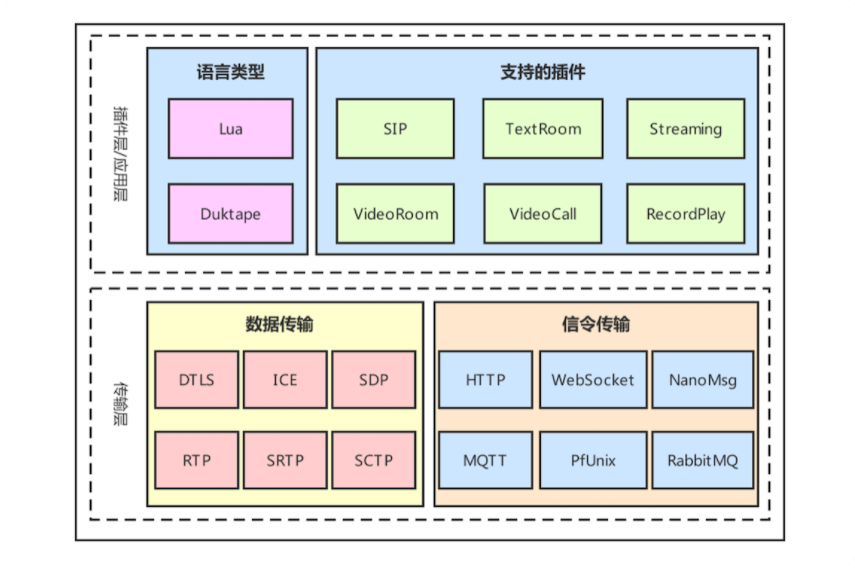 插件层/应用层
语言类型
Lua
Duktape
支持的插件
SIP
TextRoom
Streaming
VideoRoom
VideoCall
RecordPlay
传输层
数据传输
DTLS
ICE
SDP
RTP
SRTP
SCTP
信令传输
HTTP
WebSocket
NanoMsg
MQTT
PfUnix
RabbitMQ